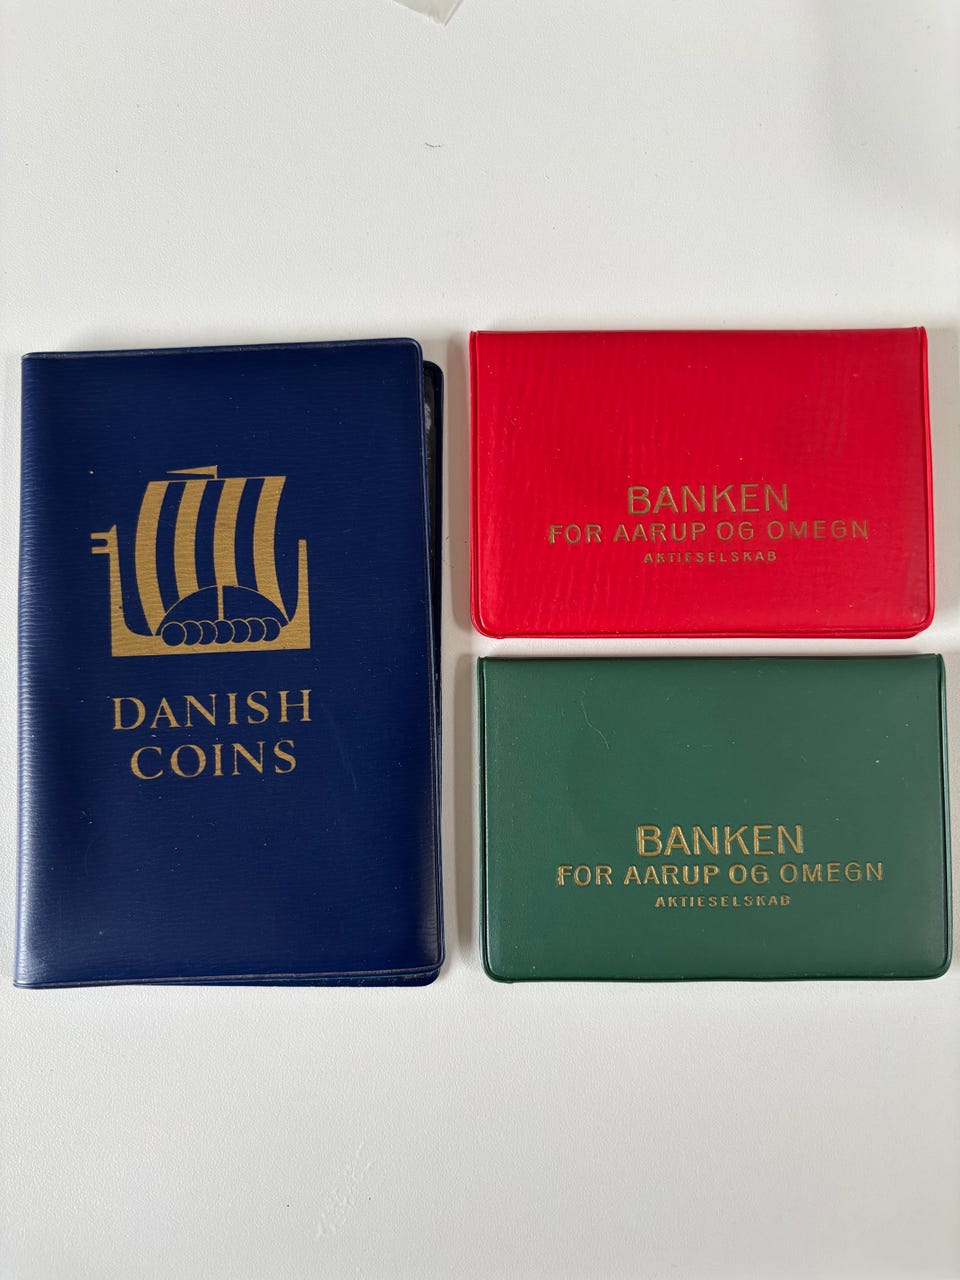 DANISH
COINS
BANKEN
FOR AARUP OG OMEGN
AKTIESELSKAB
BANKEN
FOR AARUP OG OMEGN
AKTIESELSKAB